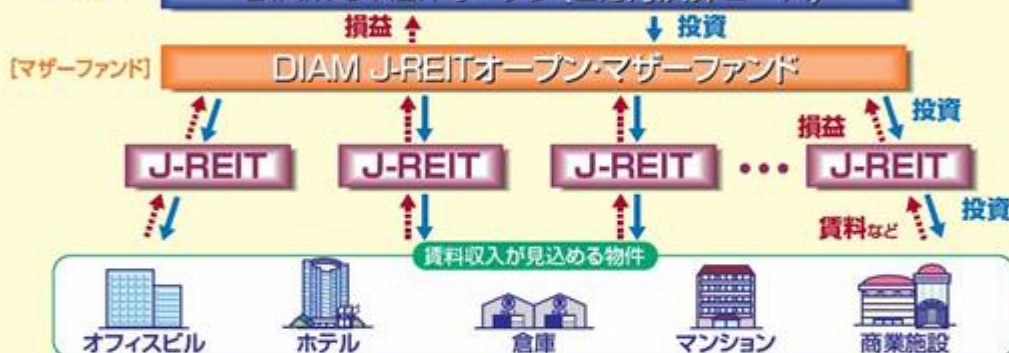 損益 投資
[マザーファンド] DIAM J-REITオープン・マザーファンド
損益 投資
J-REIT J-REIT J-REIT ・・・ J-REIT
賃料など 投資
賃料収入が見込める物件
オフィスビル ホテル 倉庫 マンション 商業施設